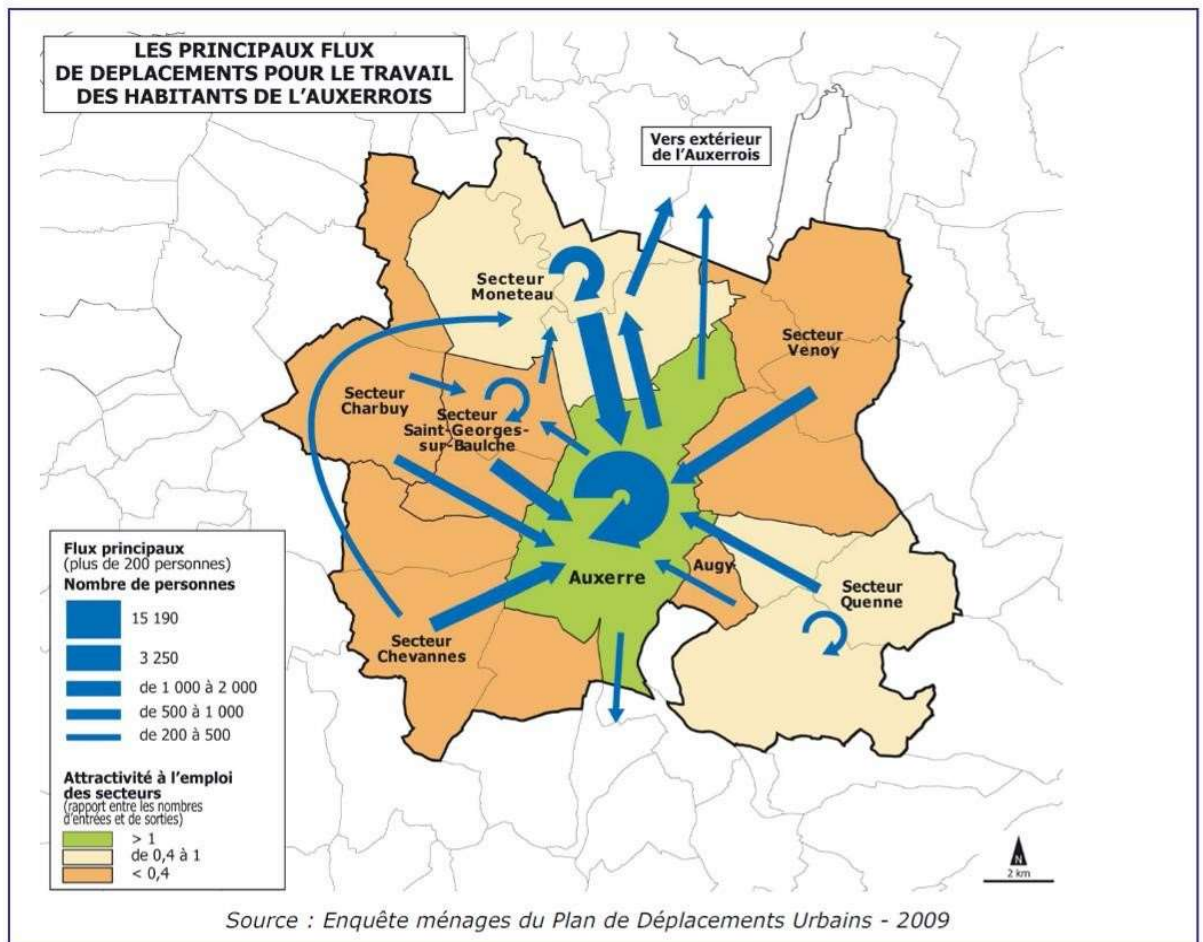 LES PRINCIPAUX FLUX
DE DEPLACEMENTS POUR LE TRAVAIL
DES HABITANTS DE L'AUXERROIS
Vers extérieur
de l'Auxerrois
Secteur
Moneteau
Secteur
Venoy
Secteur
Charbuy
Secteur
Saint-Georges-
sur-Baulche
Auxerre
Augy
Secteur
Quenne
Secteur
Chevannes
Flux principaux
(plus de 200 personnes)
Nombre de personnes
15 190
3 250
de 1 000 à 2 000
de 500 à 1 000
de 200 à 500
Attractivité à l'emploi
des secteurs
(rapport entre les nombres
d'entrées et de sorties)
> 1
de 0,4 à 1
< 0,4
N
2 km
Source : Enquête ménages du Plan de Déplacements Urbains - 2009